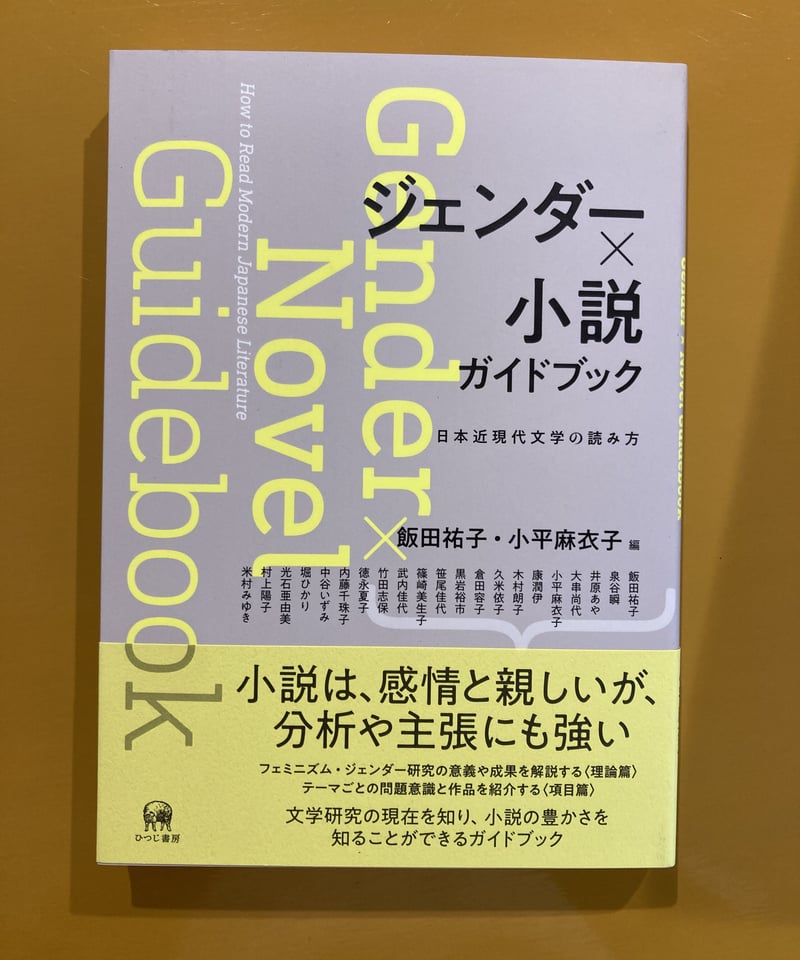 ジェンダー
×
小説
ガイドブック
日本近現代文学の読み方
Gender×
Novel
Guidebook
How to Read Modern Japanese Literature
飯田祐子・小平麻衣子 編
飯田祐子
泉谷瞬
井原あや
大串尚代
小平麻衣子
康潤伊
木村朗子
久米依子
倉田容子
黒岩裕市
笹尾佳代
篠崎美生子
武内佳代
竹田志保
徳永夏子
内藤千珠子
中谷いずみ
堀ひかり
光石亜由美
村上陽子
米村みゆき
小説は、感情と親しいが、
分析や主張にも強い
フェミニズム・ジェンダー研究の意義や成果を解説する〈理論篇〉
テーマごとの問題意識と作品を紹介する〈項目篇〉
文学研究の現在を知り、小説の豊かさを
知ることができるガイドブック
ひつじ書房